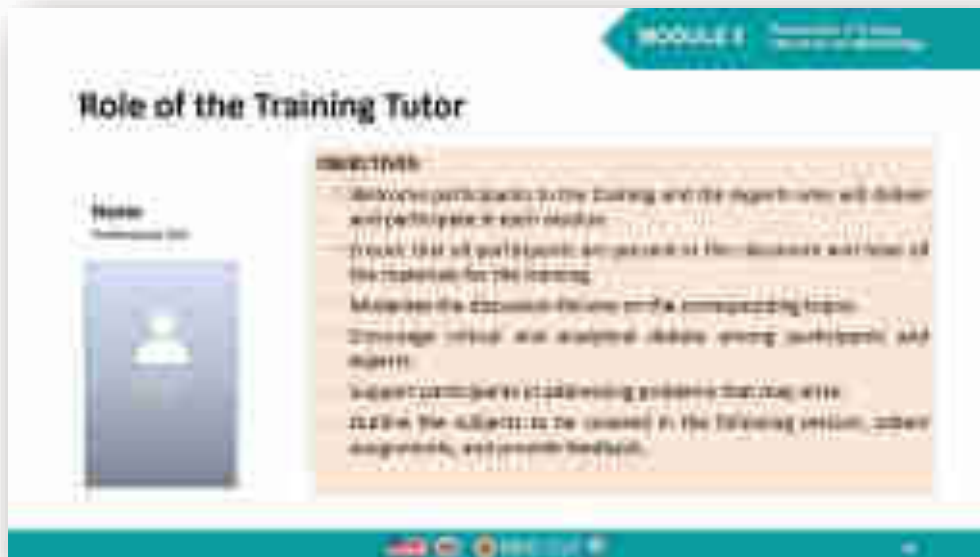 MODULE
Role of the Training Tutor
OBJECTIVES
Name
Welcome participants to the training and the experts who will deliver
and participate in each session.
Ensure that all participants are present in the classroom and have all
the materials for the training.
Moderate the discussion forums on the corresponding topics.
Encourage critical and analytical debate among participants and
experts.
Support participants in addressing problems that may arise.
Outline the subjects to be covered in the following session, submit
assignments, and provide feedback.